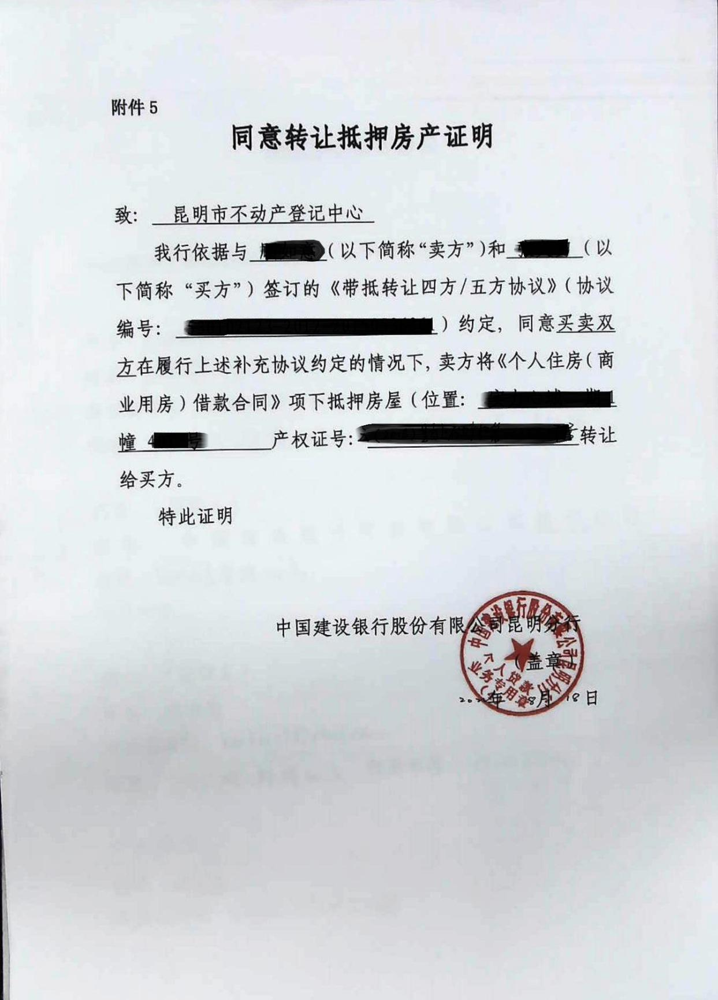 附件 5
同意转让抵押房产证明
致: 昆明市不动产登记中心
我行依据与 (以下简称“卖方”)和 (以
下简称“买方”)签订的《带抵转让四方/五方协议》(协议
编号: )约定,同意买卖双
方在履行上述补充协议约定的情况下,卖方将《个人住房(商
业用房)借款合同》项下抵押房屋(位置: 1
幢 4 号 产权证号: 转让
给买方。
特此证明
中国建设银行股份有限公司昆明分行
(盖章)
年 8月 18日
中国建设银行股份有限公司昆明分行
个人贷款
业务专用章